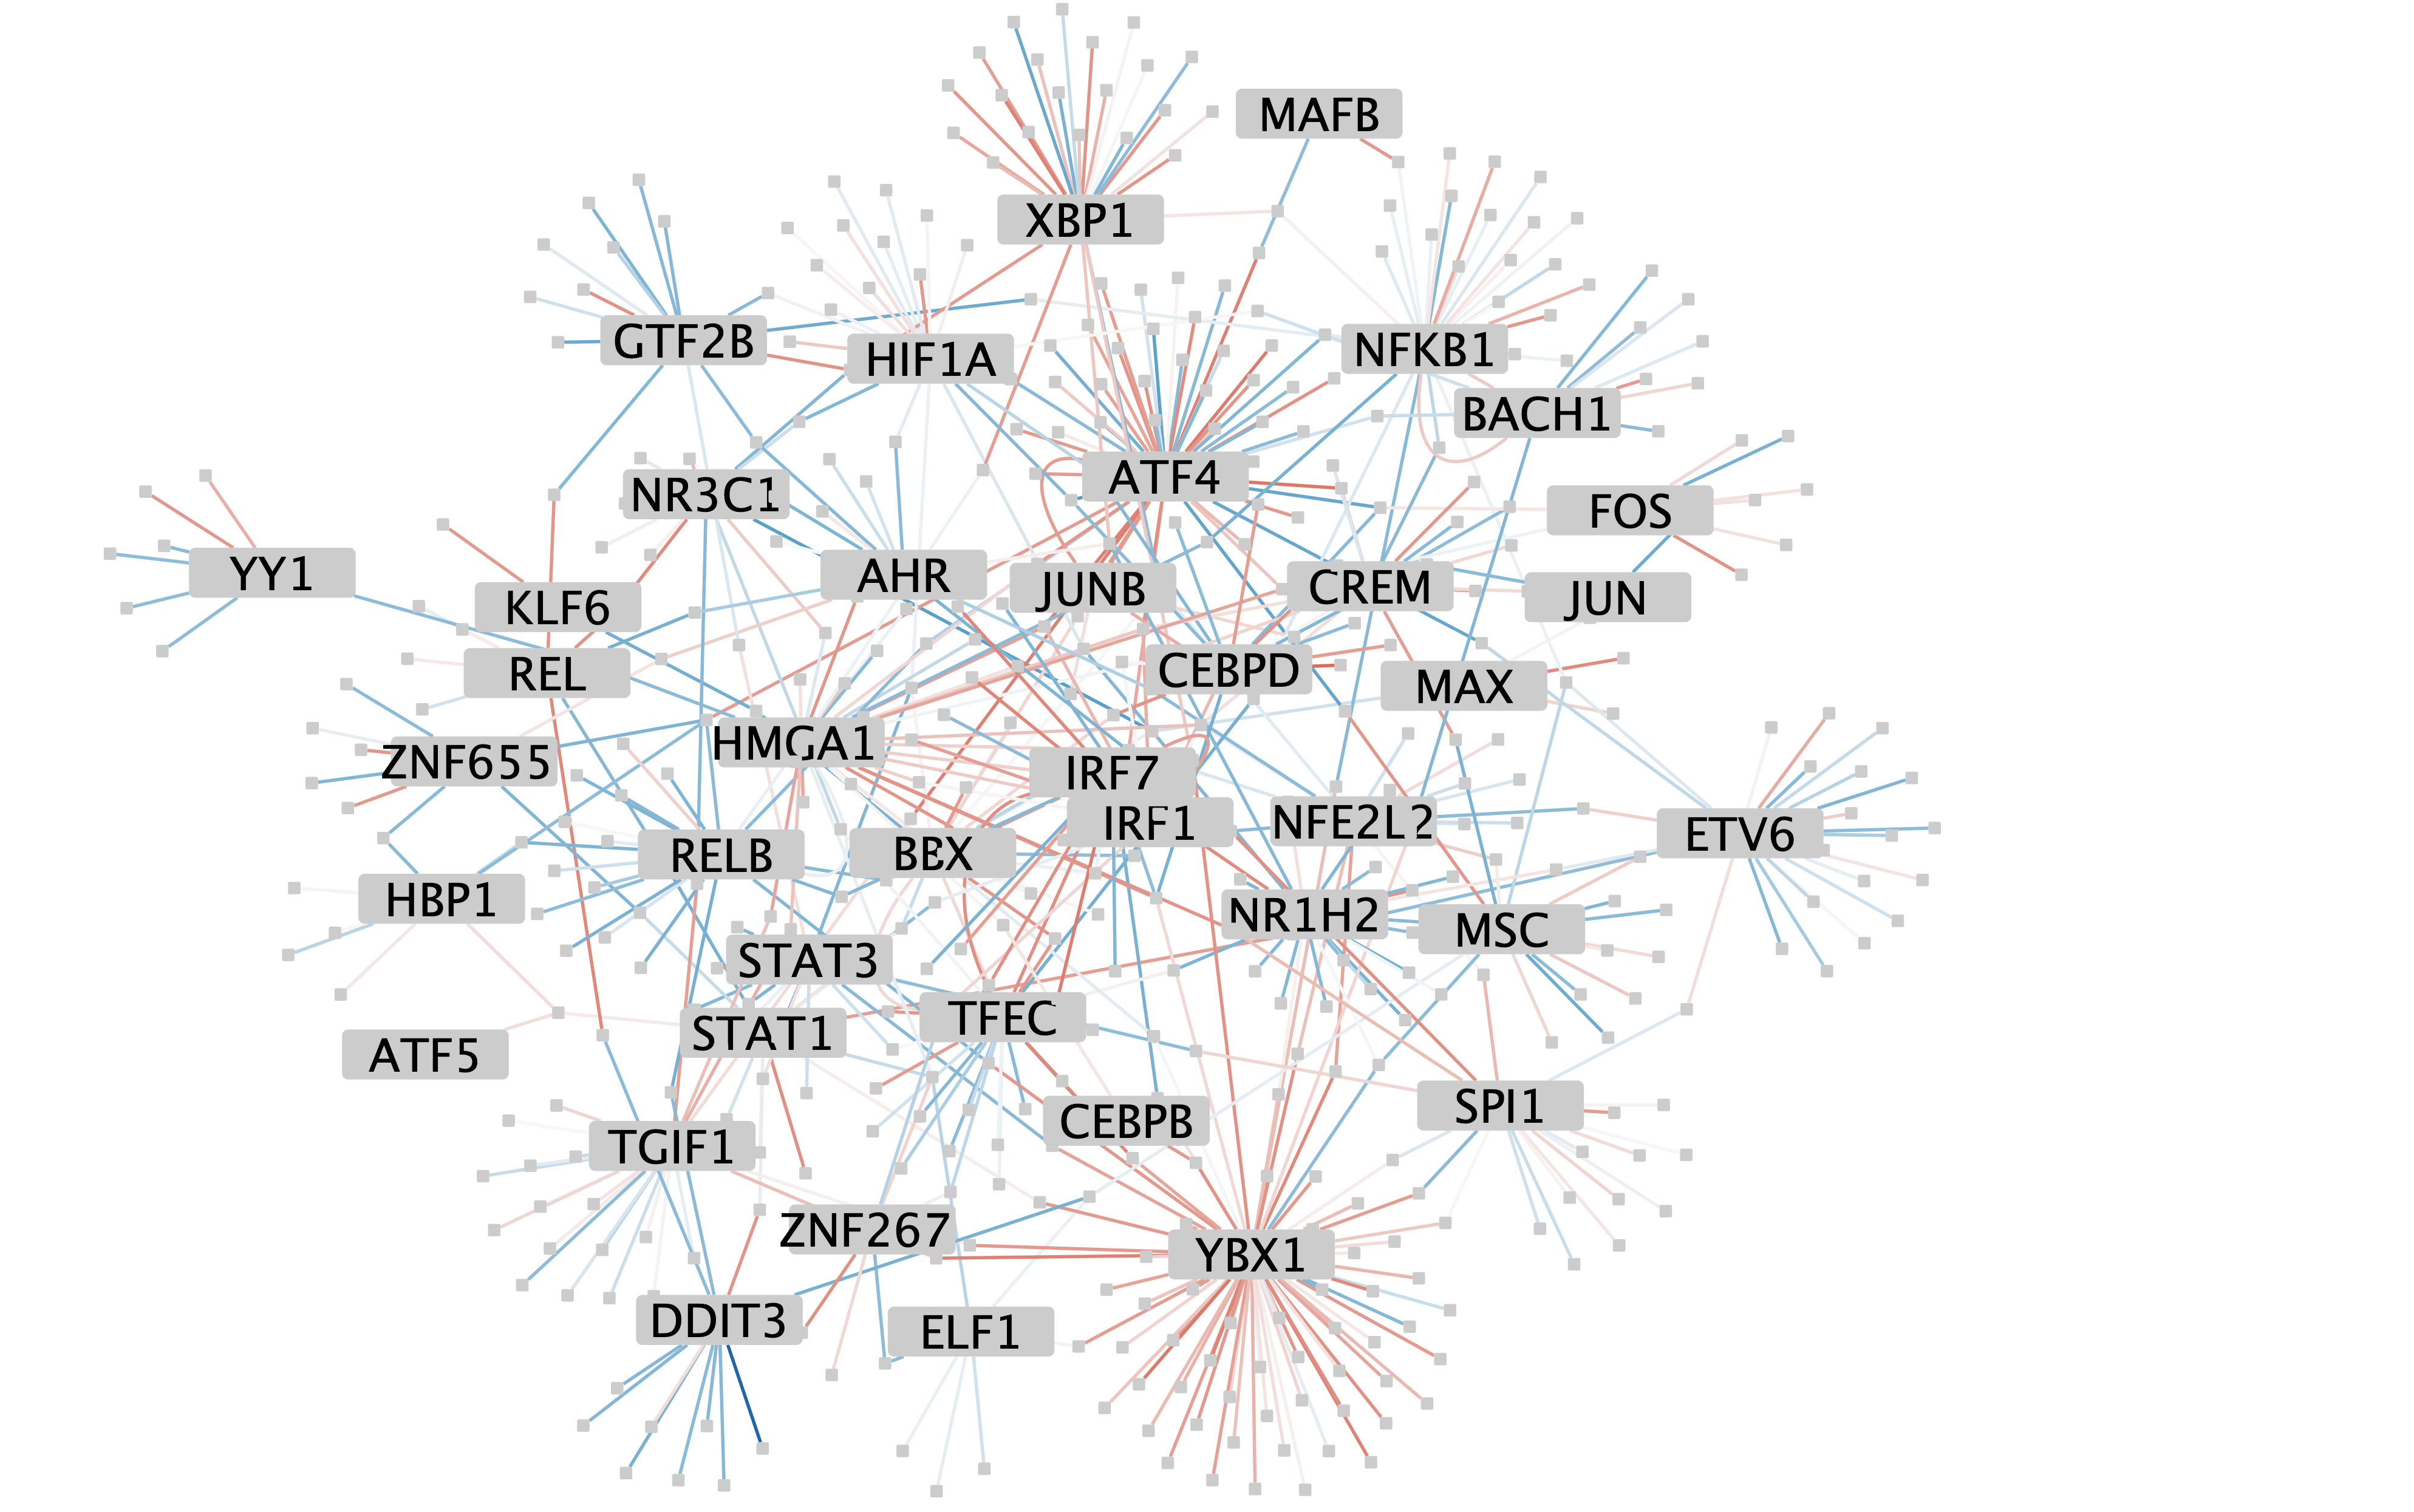 MAFB
XBP1
GTF2B
HIF1A
NFKB1
BACH1
ATF4
NR3C1
FOS
YY1
AHR
JUNB
CREM
JUN
KLF6
REL
CEBPD
MAX
HMGA1
ZNF655
IRF7
IRF1
NFE2L2
ETV6
RELB
BBX
HBP1
NR1H2
MSC
STAT3
TFEC
STAT1
ATF5
SPI1
CEBPB
TGIF1
ZNF267
YBX1
DDIT3
ELF1